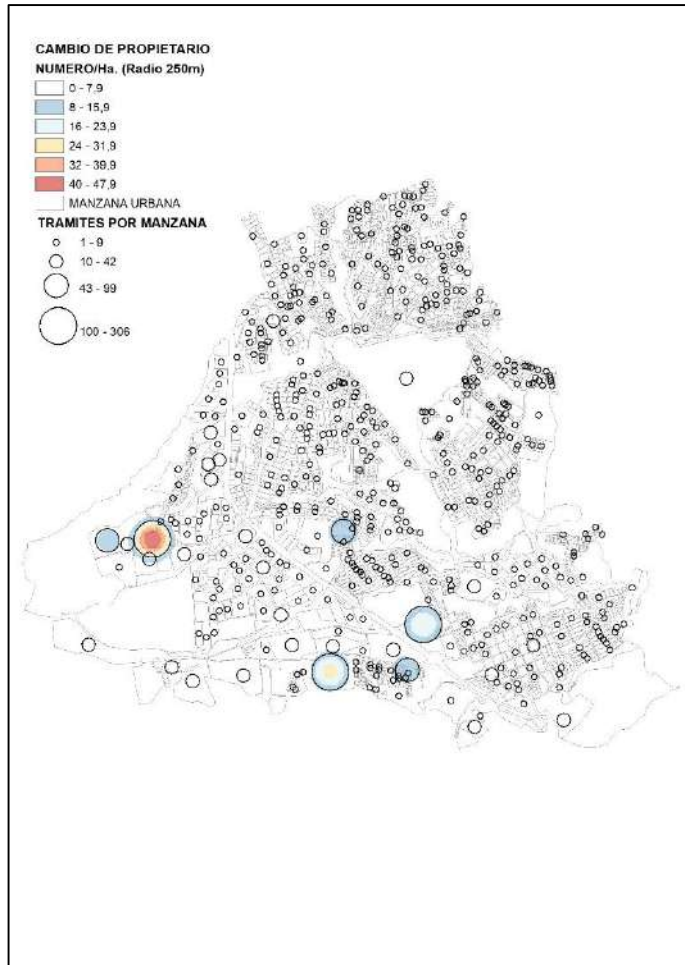 CAMBIO DE PROPIETARIO
NUMERO/Ha. (Radio 250m)
0 - 7,9
8 - 15,9
16 - 23,9
24 - 31,9
32 - 39,9
40 - 47,9
MANZANA URBANA
TRAMITES POR MANZANA
1 - 9
10 - 42
43 - 99
100 - 306